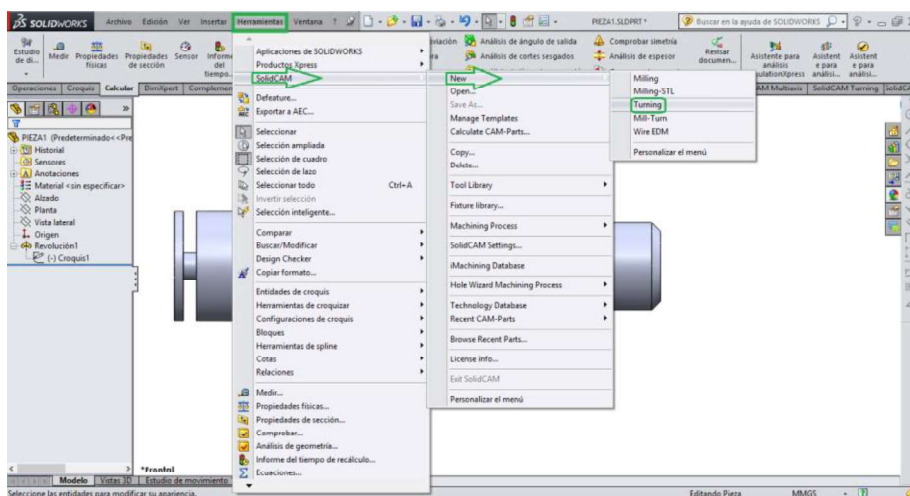 SOLIDWORKS Archivo Edición Ver Insertar Herramientas Ventana ? PIEZA1.SLDPRT * Buscar en la ayuda de SOLIDWORKS
Estudio de di...
Medir
Propiedades físicas
Propiedades de sección
Sensor
Informe del tiempo...
Análisis de ángulo de salida
Análisis de cortes sesgados
Comprobar simetría
Análisis de espesor
Revisar documen...
Asistente para análisis
Asistent e para análisi...
Asistent e para análisi...
Operaciones Croquis Calcular DimXpert
SolidCAM Turning
PIEZA1 (Predeterminado<<Pre
Historial
Sensores
Anotaciones
Material <sin especificar>
Alzado
Planta
Vista lateral
Origen
Revolución1
(-) Croquis1
Aplicaciones de SOLIDWORKS
Productos Xpress
SolidCAM
Defeature...
Exportar a AEC...
Seleccionar
Selección ampliada
Selección de cuadro
Selección de lazo
Seleccionar todo Ctrl+A
Invertir selección
Selección inteligente...
Comparar
Buscar/Modificar
Design Checker
Copiar formato...
Entidades de croquis
Herramientas de croquizar
Configuraciones de croquis
Bloques
Herramientas de spline
Cotas
Relaciones
Medir...
Propiedades físicas...
Propiedades de sección...
Comprobar...
Análisis de geometría...
Informe del tiempo de recálculo...
Ecuaciones...
New
Open...
Save As...
Manage Templates
Calculate CAM-Parts...
Copy...
Delete...
Tool Library
Fixture library...
Machining Process
SolidCAM Settings...
iMachining Database
Hole Wizard Machining Process
Technology Database
Recent CAM-Parts
Browse Recent Parts...
License info...
Exit SolidCAM
Personalizar el menú
Milling
Milling-STL
Turning
Mill-Turn
Wire EDM
Personalizar el menú
*Frontal
Modelo Vistas 3D Estudio de movimiento
Seleccione las entidades para modificar su apariencia. Editando Pieza MMGS